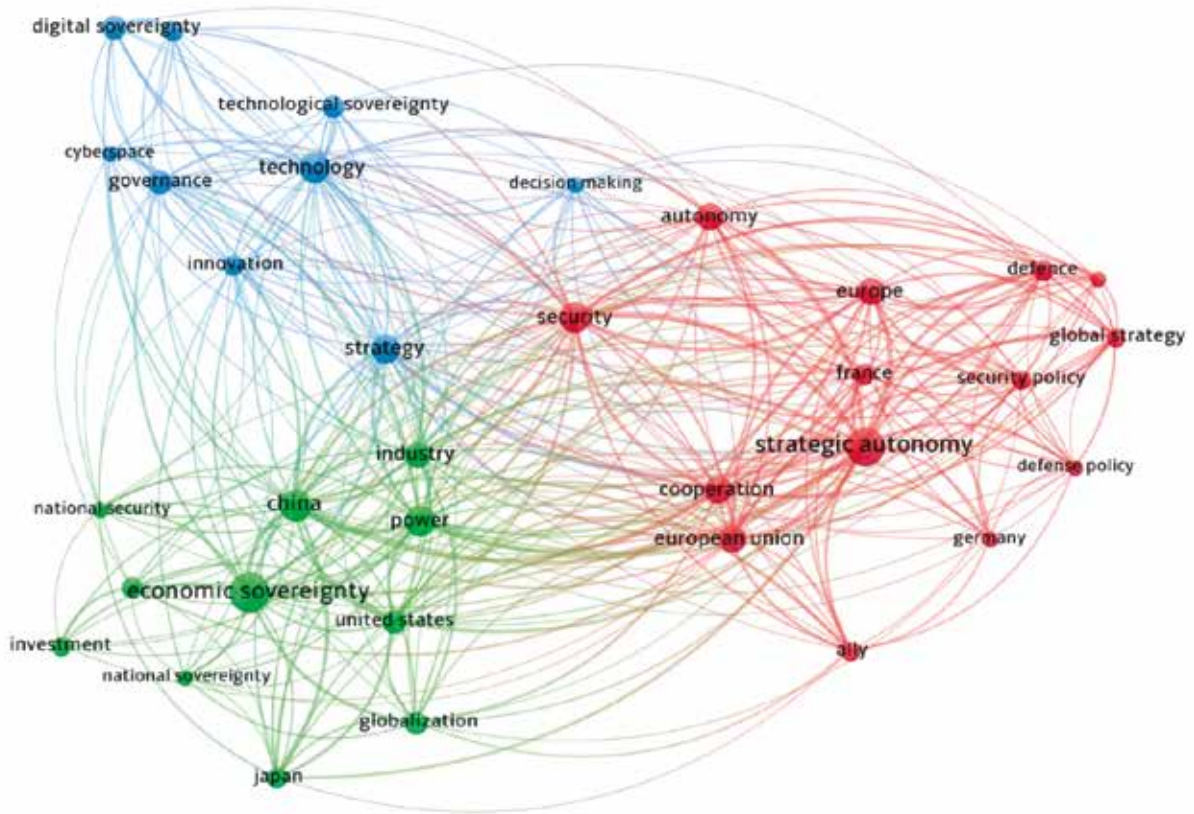 digital sovereignty
technological sovereignty
cyberspace
technology
governance
decision making
autonomy
innovation
defence
europe
security
global strategy
strategy
france
security policy
strategic autonomy
industry
defense policy
cooperation
china
national security
power
european union
germany
economic sovereignty
united states
investment
ally
national sovereignty
globalization
japan